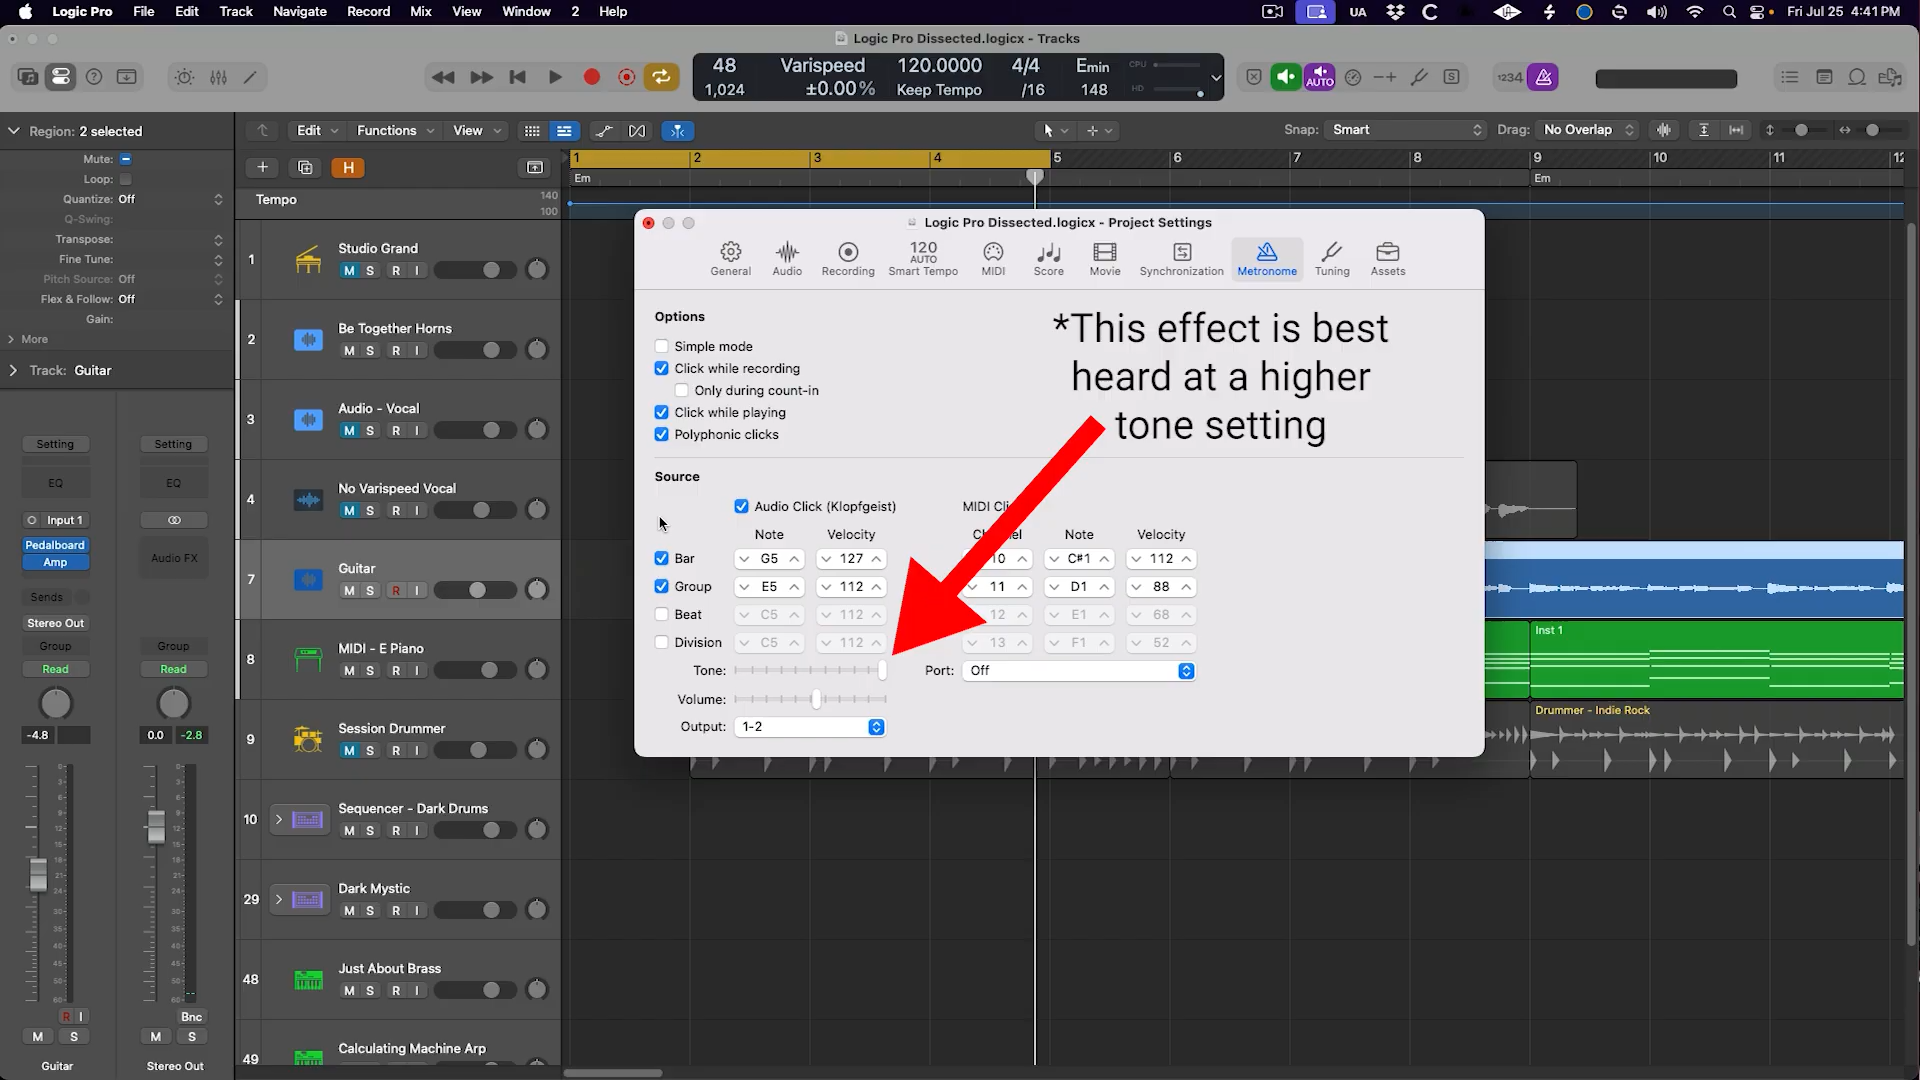 Logic Pro File Edit Track Navigate Record Mix View Window 2 Help UA Fri Jul 25 4:41 PM
Logic Pro Dissected.logicx - Tracks
48 Varispeed 120.0000 4/4 Emin CPU
1,024 ±0.00% Keep Tempo /16 148 HD
AUTO 1234
Region: 2 selected
Edit Functions View Snap: Smart Drag: No Overlap
Mute:
Loop:
Quantize: Off
Q-Swing:
Transpose:
Fine Tune:
Pitch Source: Off
Flex & Follow: Off
Gain:
More
Track: Guitar
H
1 2 3 4 5 6 7 8 9 10 11 12
Em Em
Tempo 140
100
1 Studio Grand
M S R I
2 Be Together Horns
M S R I
3 Audio - Vocal
M S R I
4 No Varispeed Vocal
M S R I
7 Guitar
M S R I
8 MIDI - E Piano
M S R I
9 Session Drummer
M S R I
10 Sequencer - Dark Drums
M S R I
29 Dark Mystic
M S R I
48 Just About Brass
M S R I
49 Calculating Machine Arp
Setting Setting
EQ EQ
Input 1
Pedalboard
Amp
Audio FX
Sends
Stereo Out
Group Group
Read Read
-4.8 0.0 -2.8
R I Bnc
M S M S
Guitar Stereo Out
Logic Pro Dissected.logicx - Project Settings
120
AUTO
General Audio Recording Smart Tempo MIDI Score Movie Synchronization Metronome Tuning Assets
Options
Simple mode
Click while recording
Only during count-in
Click while playing
Polyphonic clicks
*This effect is best
heard at a higher
tone setting
Source
Audio Click (Klopfgeist) MIDI
Note Velocity Note Velocity
Bar G5 127 10 C#1 112
Group E5 112 11 D1 88
Beat C5 112 12 E1 68
Division C5 112 13 F1 52
Tone: Port: Off
Volume:
Output: 1-2
Inst 1
Drummer - Indie Rock